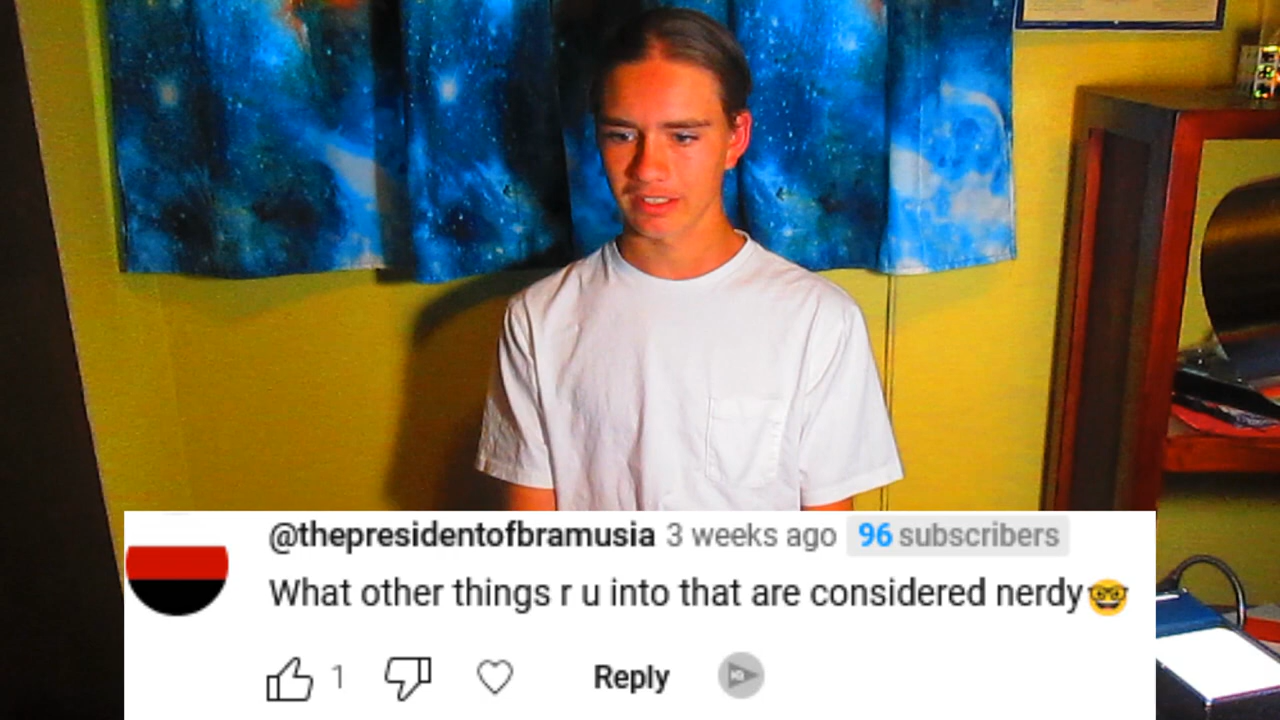 @thepresidentofbramusia 3 weeks ago 96 subscribers
What other things r u into that are considered nerdy🤓
1 Reply